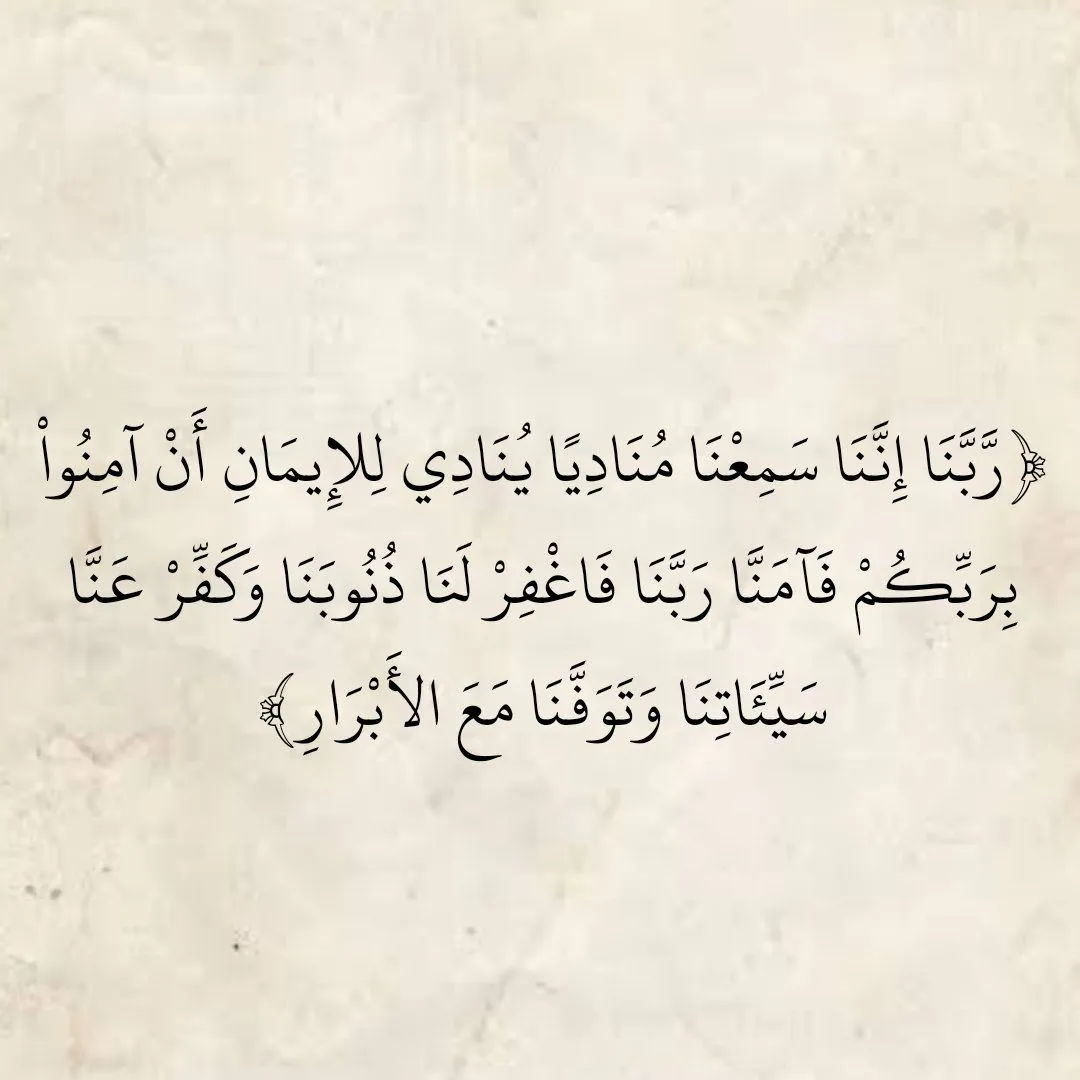 ﴿رَّبَّنَا إِنَّنَا سَمِعْنَا مُنَادِيًا يُنَادِي لِلإِيمَانِ أَنْ آمِنُواْ
بِرَبِّكُمْ فَآمَنَّا رَبَّنَا فَاغْفِرْ لَنَا ذُنُوبَنَا وَكَفِّرْ عَنَّا
سَيِّئَاتِنَا وَتَوَفَّنَا مَعَ الأَبْرَارِ﴾